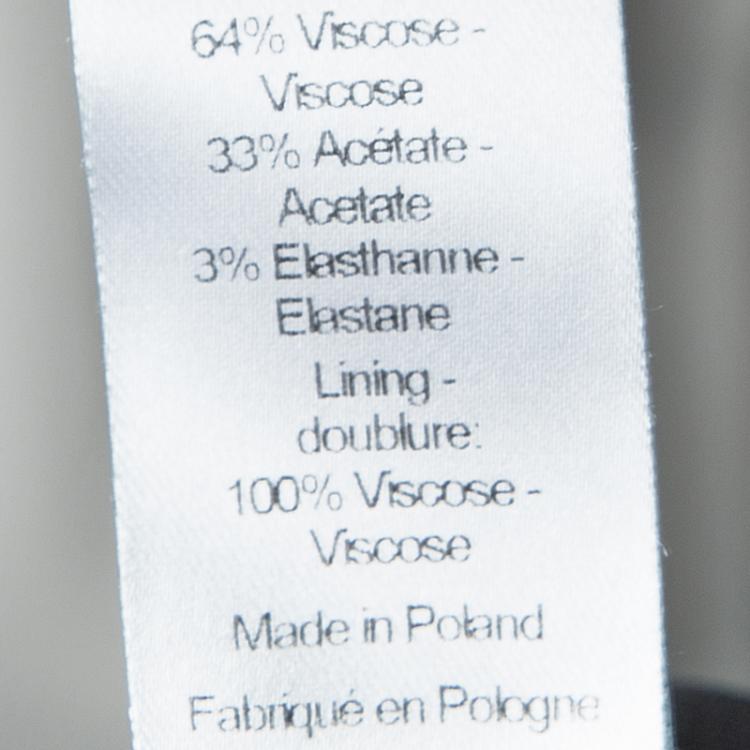 64% Viscose -
Viscose
33% Acétate -
Acetate
3% Elasthanne -
Elastane
Lining -
doublure:
100% Viscose -
Viscose
Made in Poland
Fabriqué en Pologne